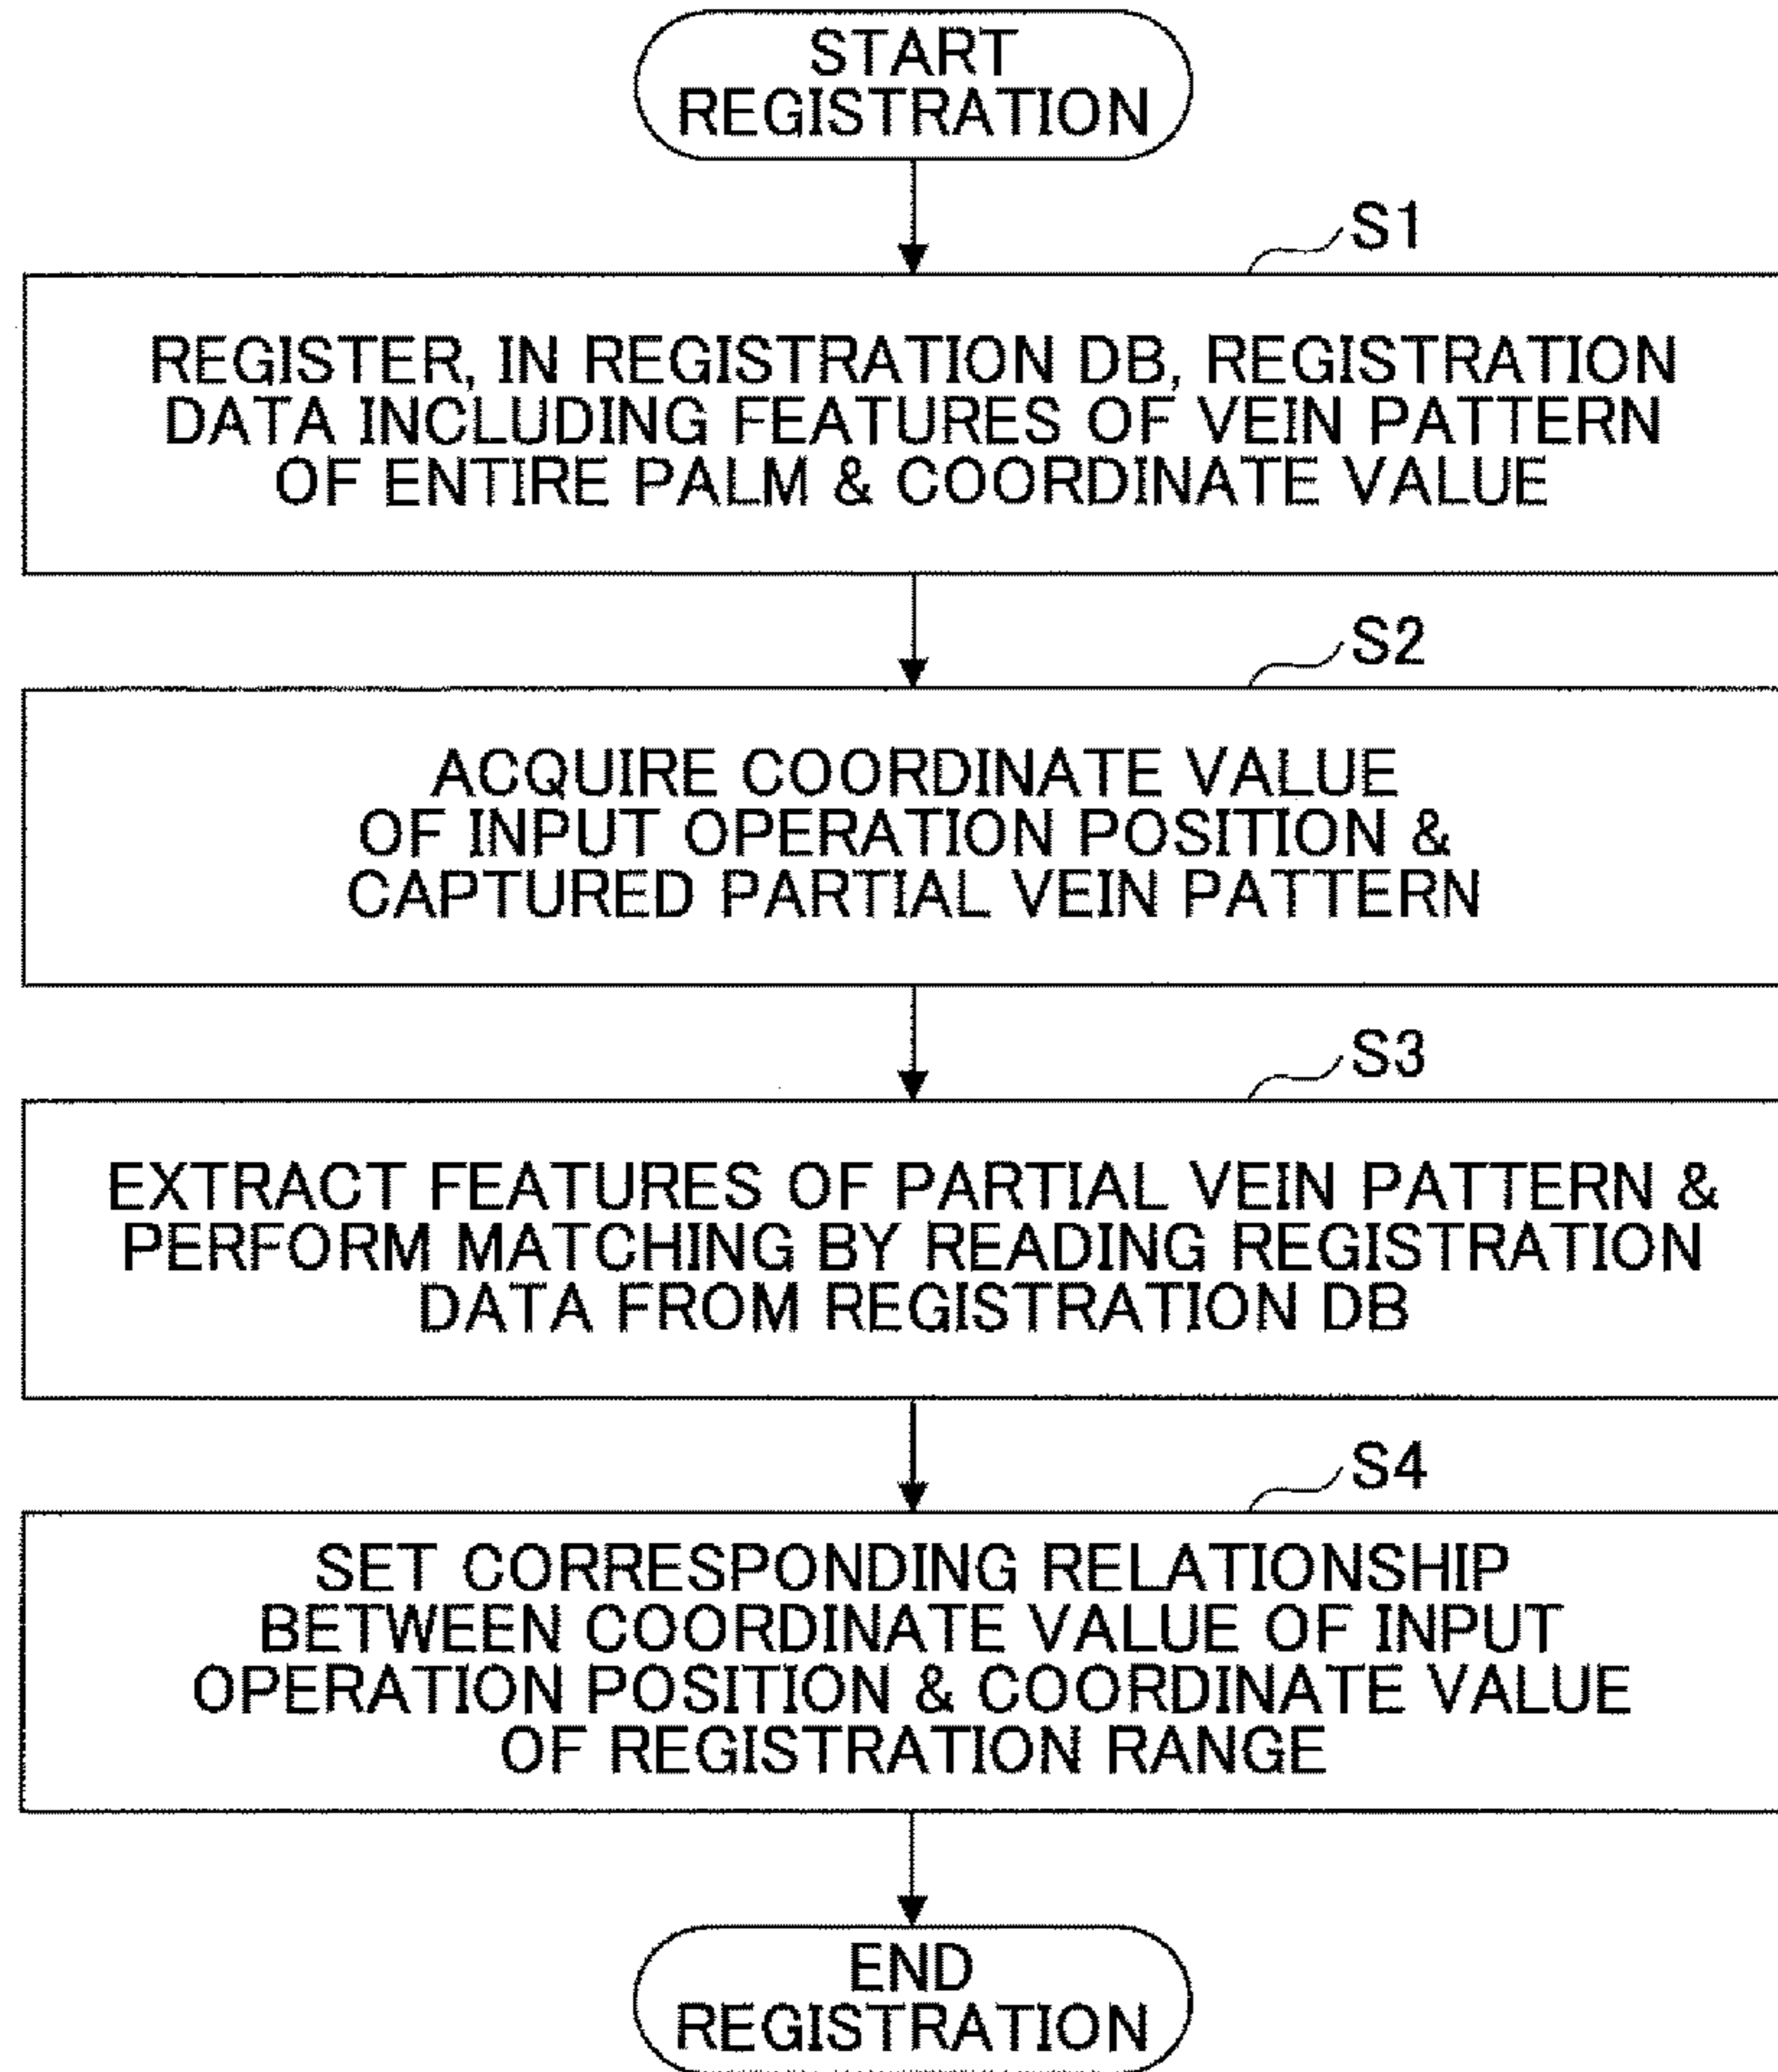 START
REGISTRATION
S1
REGISTER, IN REGISTRATION DB, REGISTRATION
DATA INCLUDING FEATURES OF VEIN PATTERN
OF ENTIRE PALM & COORDINATE VALUE
S2
ACQUIRE COORDINATE VALUE
OF INPUT OPERATION POSITION &
CAPTURED PARTIAL VEIN PATTERN
S3
EXTRACT FEATURES OF PARTIAL VEIN PATTERN &
PERFORM MATCHING BY READING REGISTRATION
DATA FROM REGISTRATION DB
S4
SET CORRESPONDING RELATIONSHIP
BETWEEN COORDINATE VALUE OF INPUT
OPERATION POSITION & COORDINATE VALUE
OF REGISTRATION RANGE
END
REGISTRATION